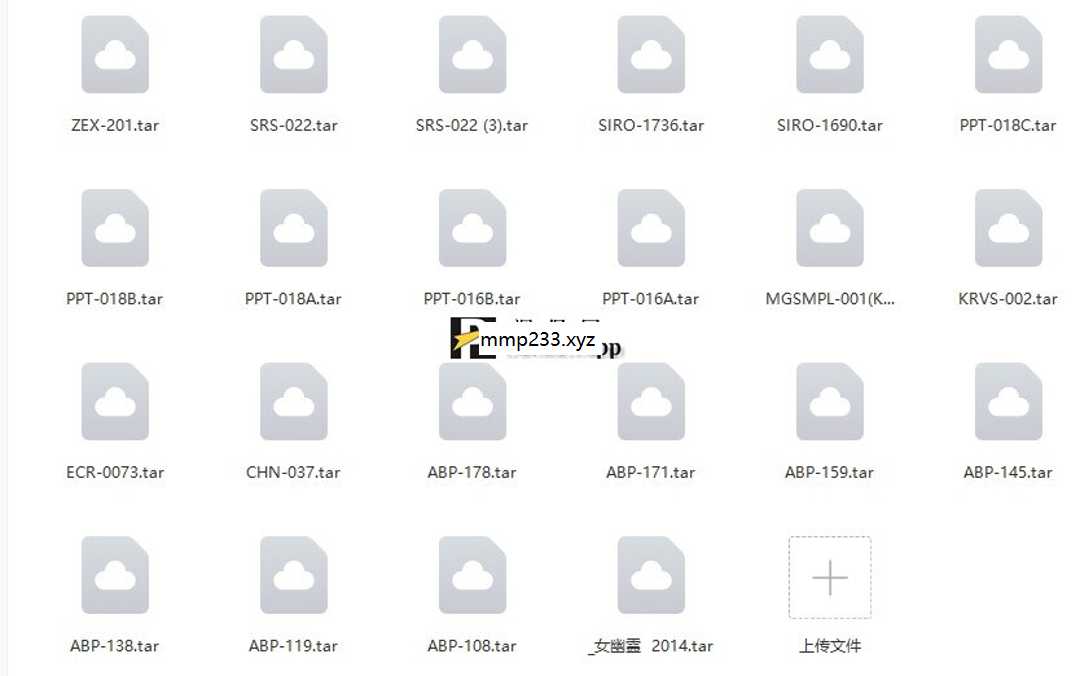 ZEX-201.tar
SRS-022.tar
SRS-022 (3).tar
SIRO-1736.tar
SIRO-1690.tar
PPT-018C.tar
PPT-018B.tar
PPT-018A.tar
PPT-016B.tar
PPT-016A.tar
MGSMPL-001(K...
KRVS-002.tar
mmp233.xyz
pp
ECR-0073.tar
CHN-037.tar
ABP-178.tar
ABP-171.tar
ABP-159.tar
ABP-145.tar
ABP-138.tar
ABP-119.tar
ABP-108.tar
_女幽霊 2014.tar
上传文件